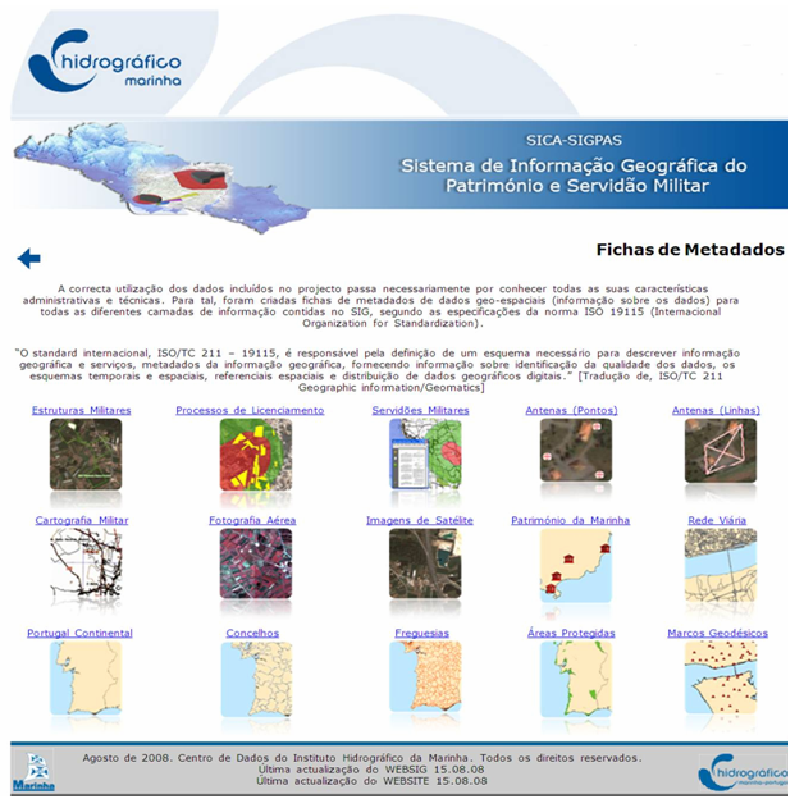 hidrográfico
marinha
SICA-SIGPAS
Sistema de Informação Geográfica do
Património e Servidão Militar
Fichas de Metadados
A correcta utilização dos dados incluídos no projecto passa necessariamente por conhecer todas as suas características
administrativas e técnicas. Para tal, foram criadas fichas de metadados de dados geo-espaciais (informação sobre os dados) para
todas as diferentes camadas de informação contidas no SIG, segundo as especificações da norma ISO 19115 (Internacional
Organization for Standardization).
"O standard internacional, ISO/TC 211 – 19115, é responsável pela definição de um esquema necessário para descrever informação
geográfica e serviços, metadados da informação geográfica, fornecendo informação sobre identificação da qualidade dos dados, os
esquemas temporais e espaciais, referenciais espaciais e distribuição de dados geográficos digitais." [Tradução de, ISO/TC 211
Geographic information/Geomatics]
Estruturas Militares Processos de Licenciamento Servidões Militares Antenas (Pontos) Antenas (Linhas)
Cartografia Militar Fotografia Aérea Imagens de Satélite Património da Marinha Rede Viária
Portugal Continental Concelhos Freguesias Áreas Protegidas Marcos Geodésicos
Agosto de 2008. Centro de Dados do Instituto Hidrográfico da Marinha. Todos os direitos reservados.
Última actualização do WEBSIG 15.08.08
Última actualização do WEBSITE 15.08.08
Marinha
hidrográfico
marinha-portugal